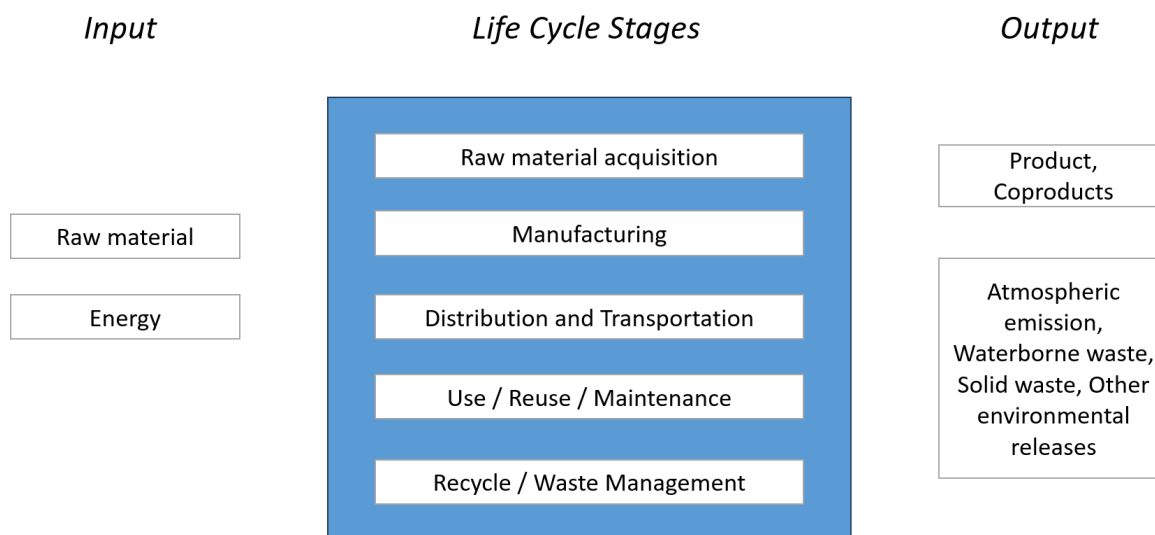 Input
Life Cycle Stages
Output
Raw material
Energy
Raw material acquisition
Manufacturing
Distribution and Transportation
Use / Reuse / Maintenance
Recycle / Waste Management
Product,
Coproducts
Atmospheric
emission,
Waterborne waste,
Solid waste, Other
environmental
releases